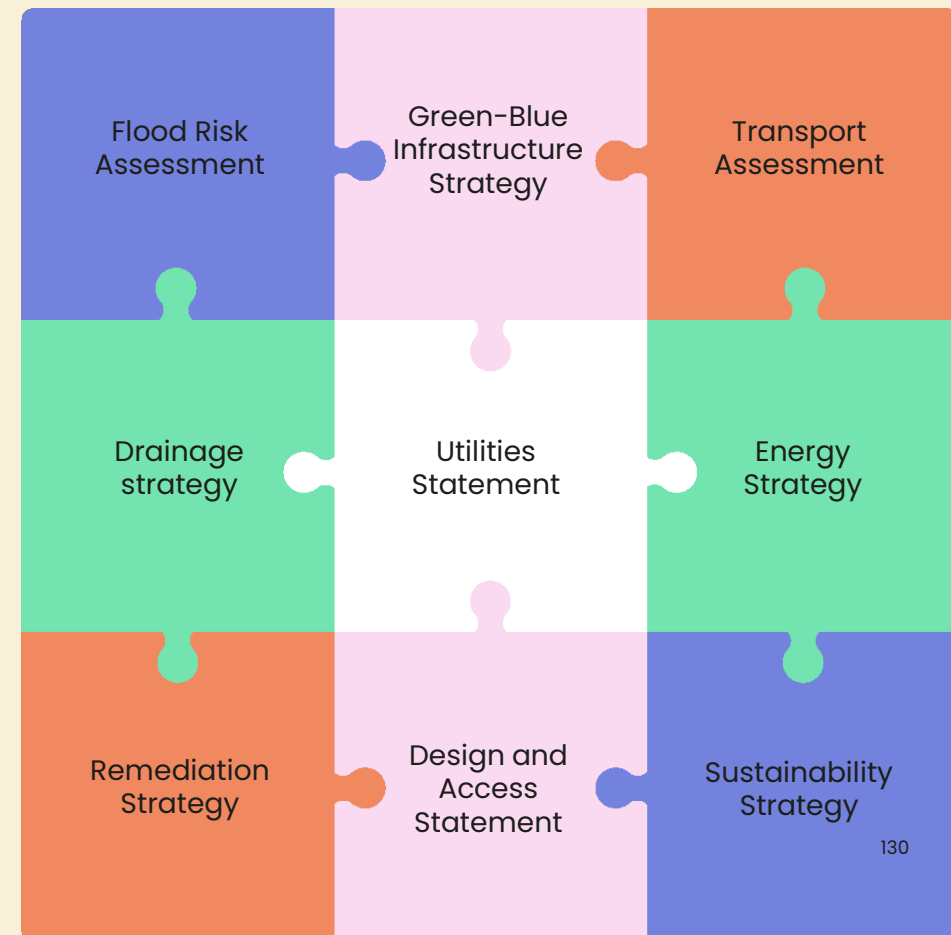 Flood Risk
Assessment
Green-Blue
Infrastructure
Strategy
Transport
Assessment
Drainage
strategy
Utilities
Statement
Energy
Strategy
Remediation
Strategy
Design and
Access
Statement
Sustainability
Strategy
130